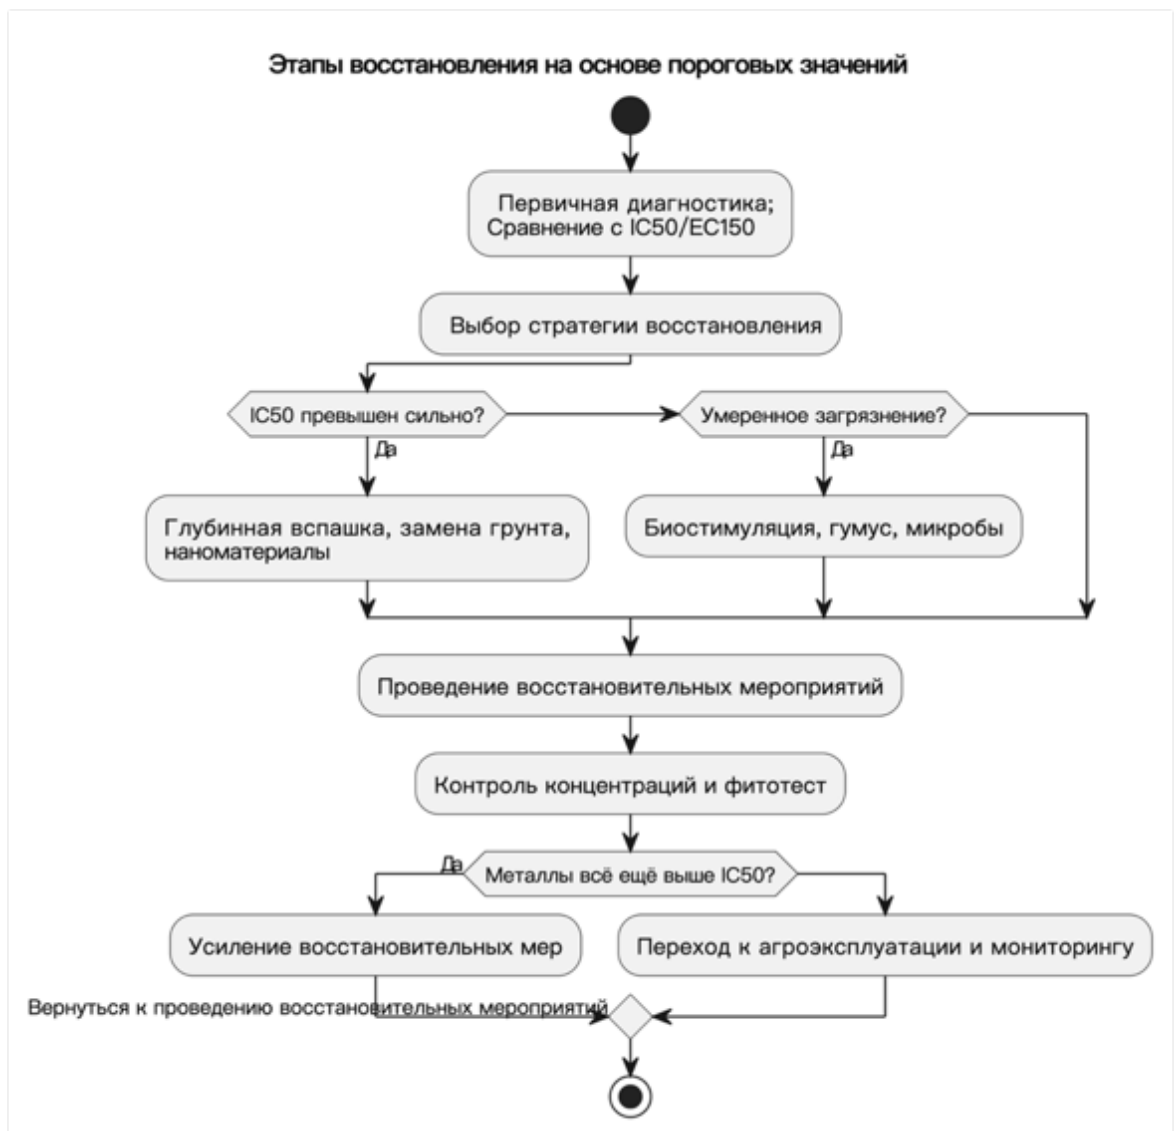 Этапы восстановления на основе пороговых значений
Первичная диагностика;
Сравнение с IC50/EC150
Выбор стратегии восстановления
IC50 превышен сильно?
Умеренное загрязнение?
Да
Да
Глубинная вспашка, замена грунта,
наноматериалы
Биостимуляция, гумус, микробы
Проведение восстановительных мероприятий
Контроль концентраций и фитотест
Да
Металлы всё ещё выше IC50?
Усиление восстановительных мер
Переход к агроэксплуатации и мониторингу
Вернуться к проведению восстановительных мероприятий